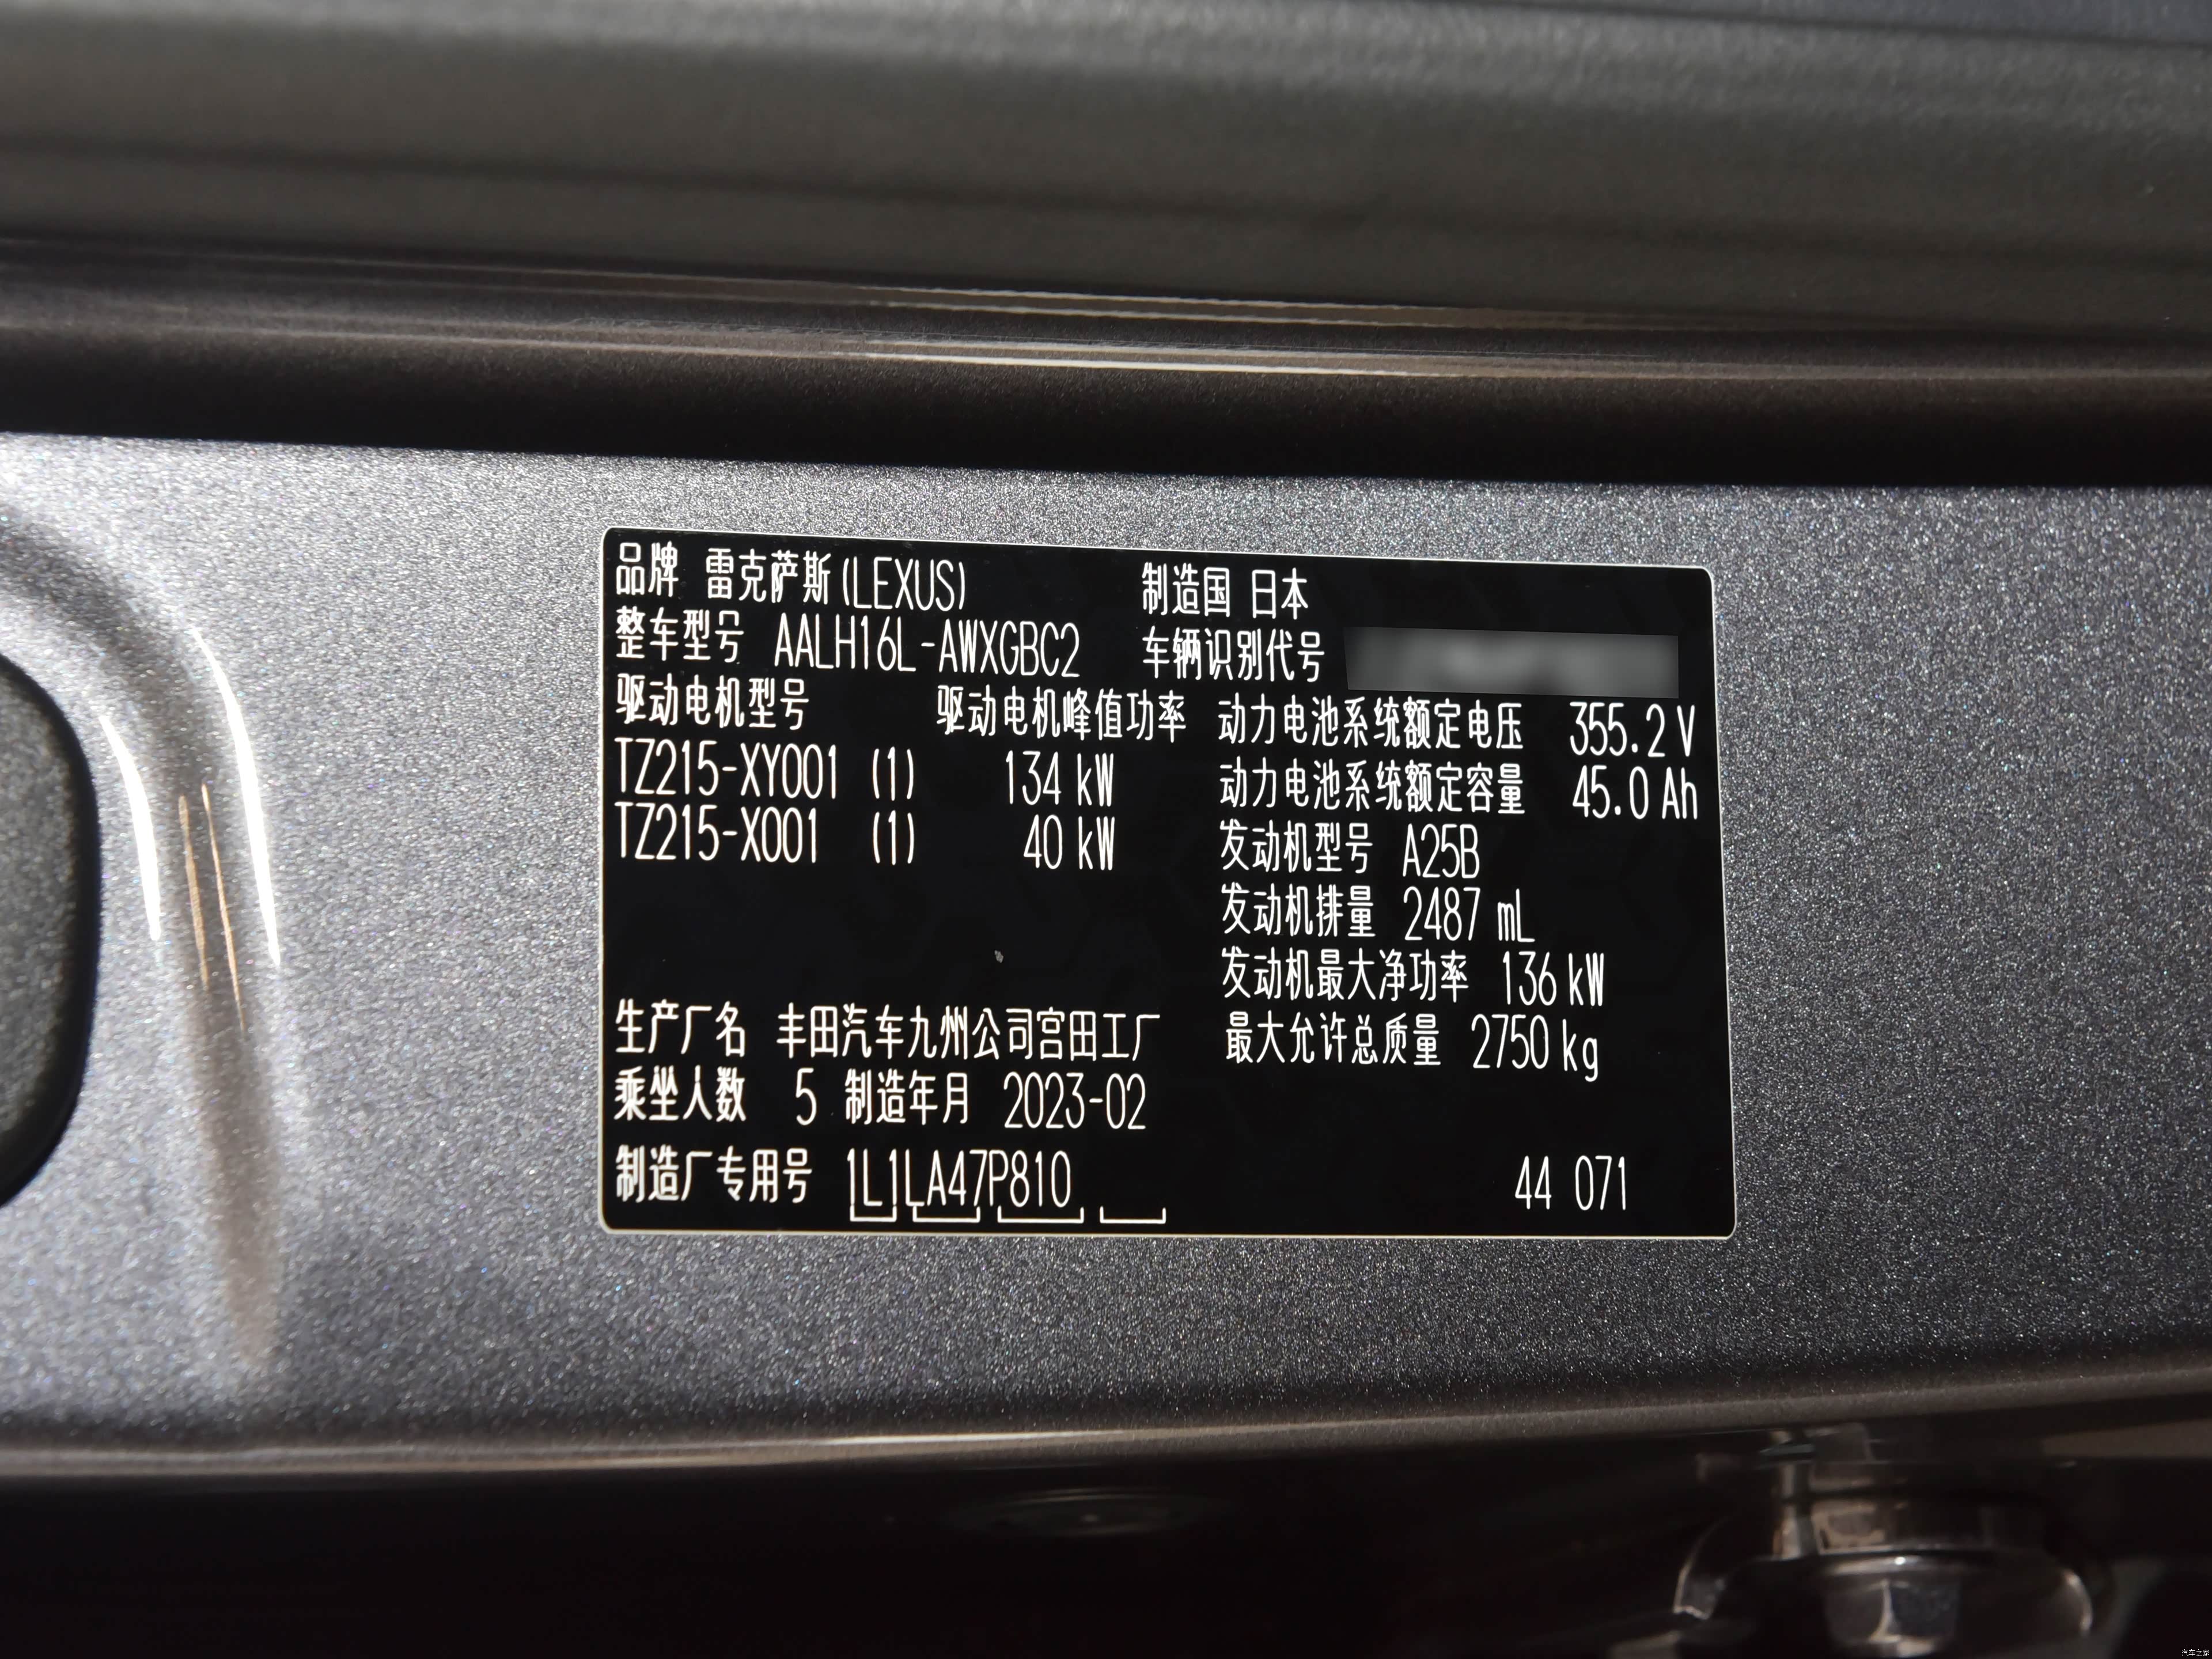 品牌 雷克萨斯(LEXUS) 制造国 日本
整车型号 AALH16L-AWXGBC2 车辆识别代号
驱动电机型号 驱动电机峰值功率 动力电池系统额定电压 355.2 V
TZ215-XY001 (1) 134 kW 动力电池系统额定容量 45.0 Ah
TZ215-X001 (1) 40 kW 发动机型号 A25B
发动机排量 2487 mL
发动机最大净功率 136 kW
生产厂名 丰田汽车九州公司宫田工厂 最大允许总质量 2750 kg
乘坐人数 5 制造年月 2023-02
制造厂专用号 1L1LA47P810 44 071
汽车之家